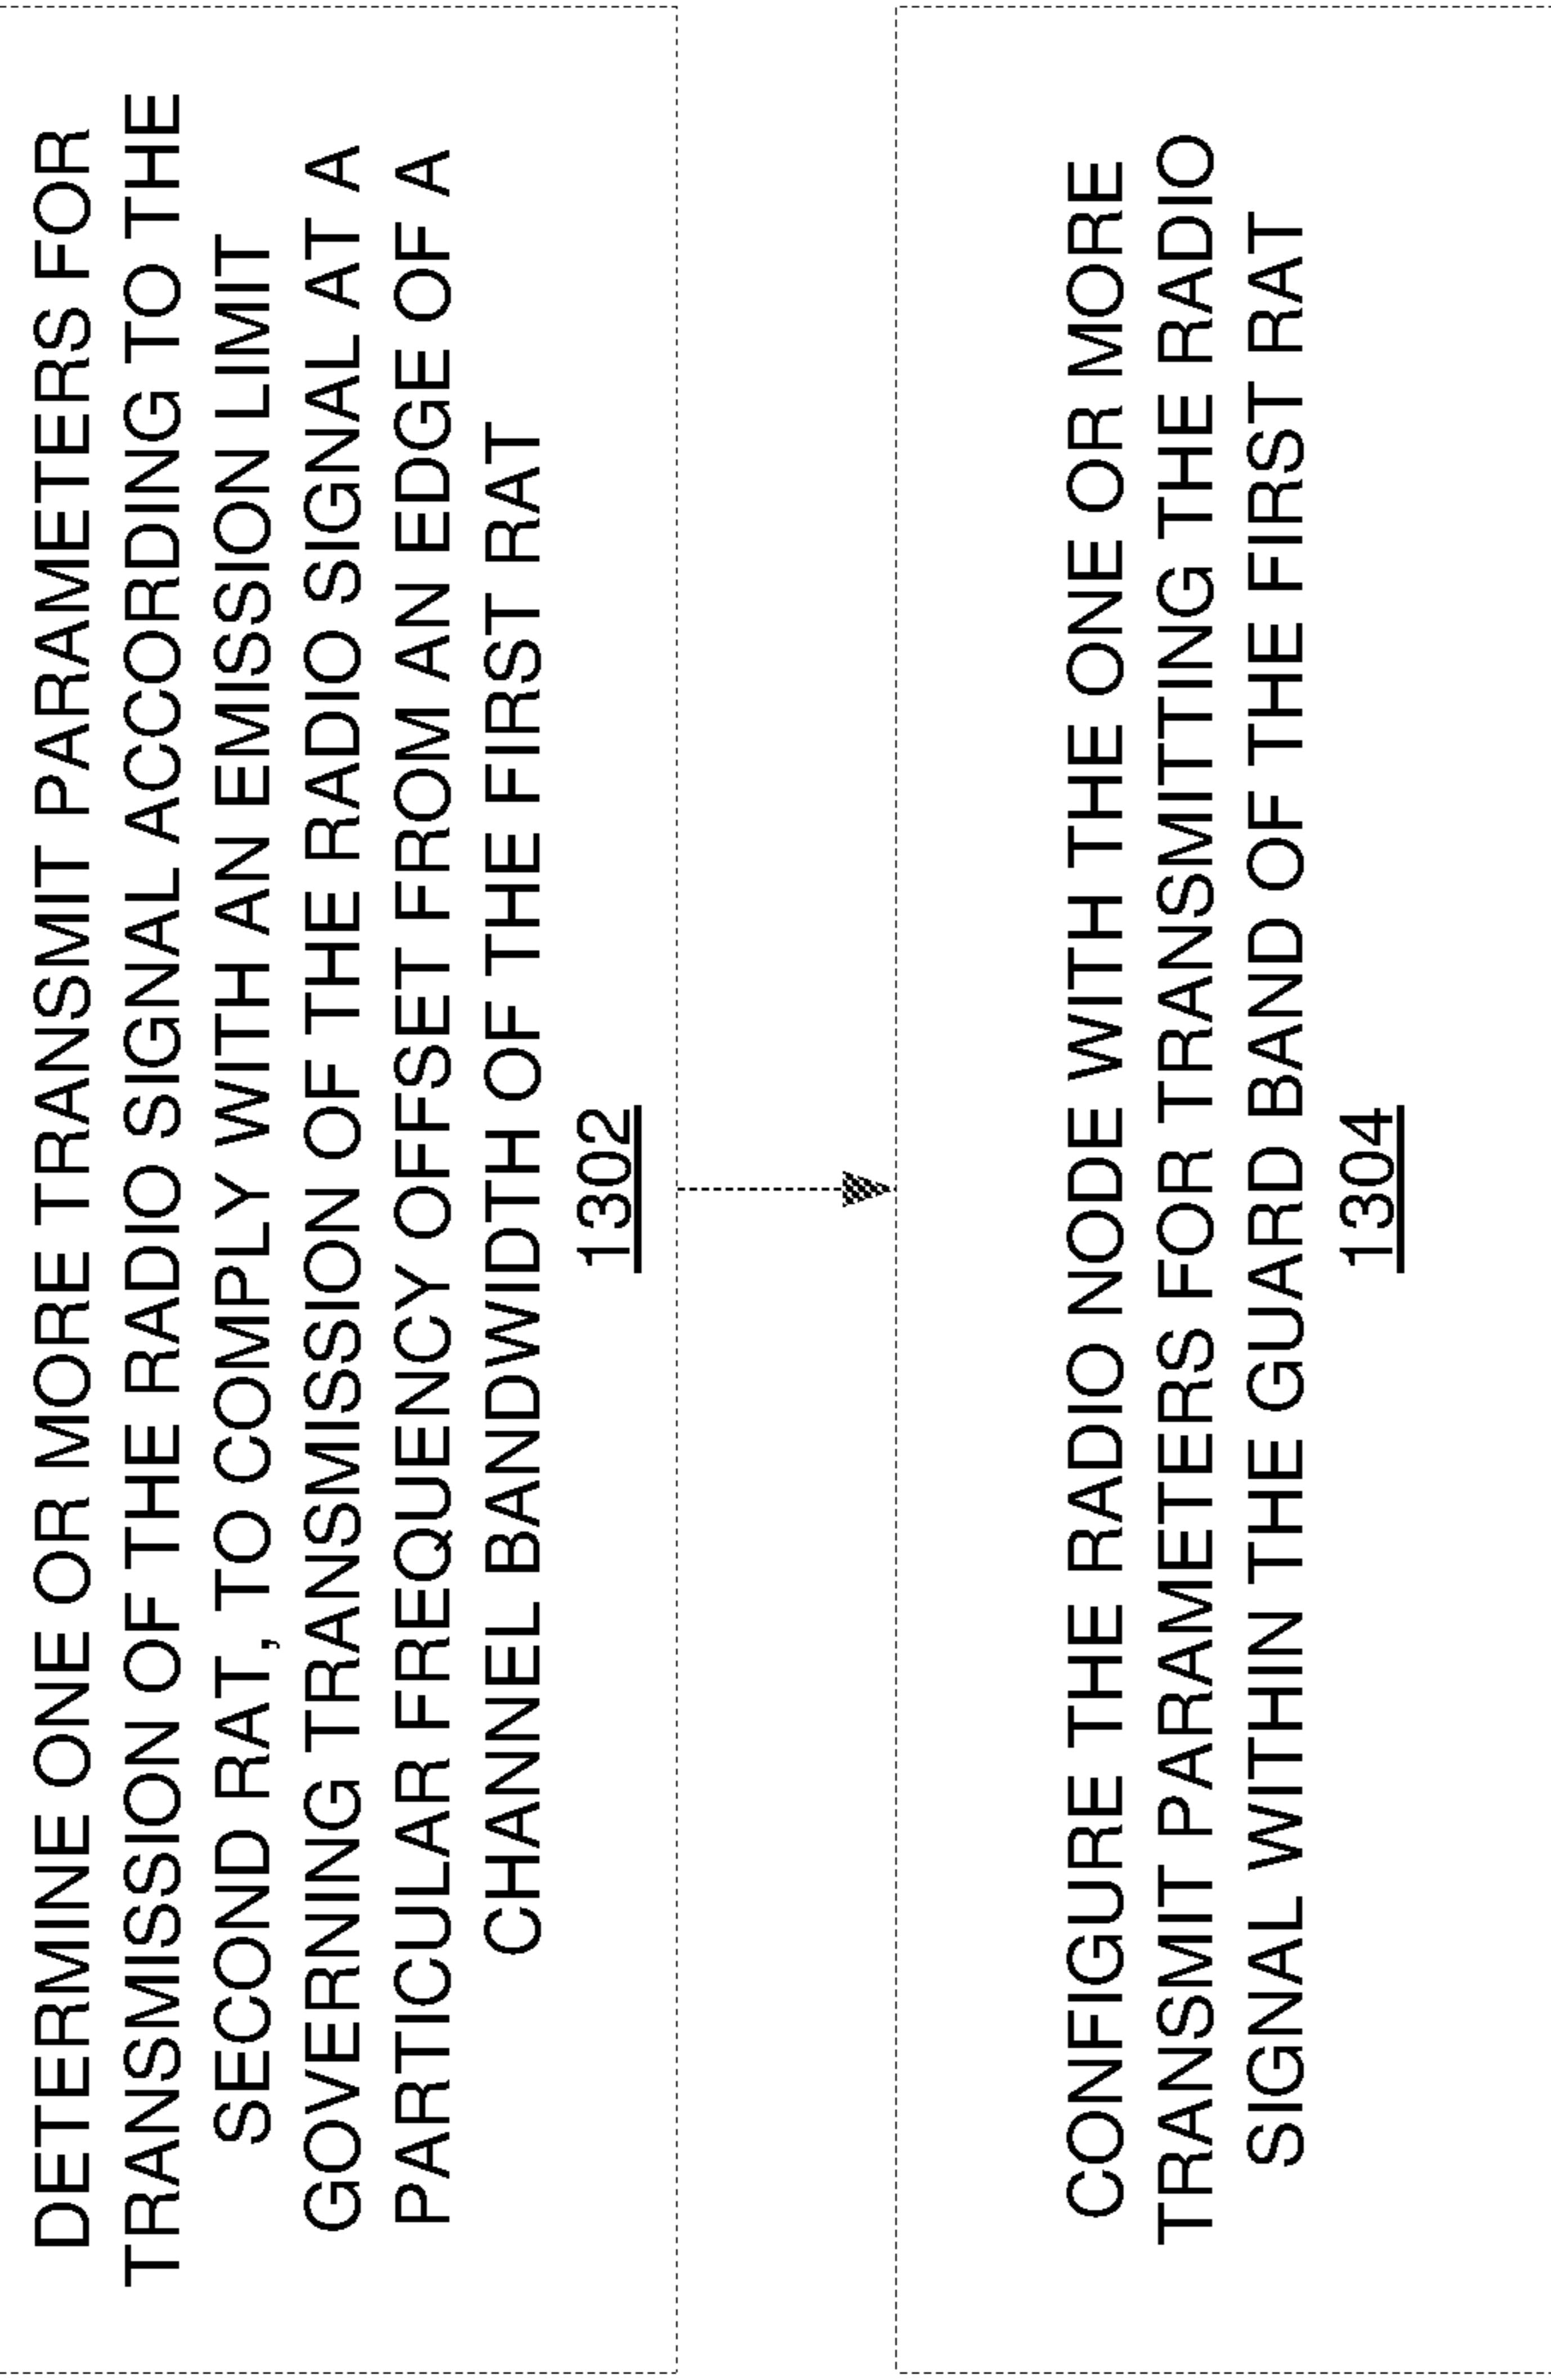 DETERMINE ONE OR MORE TRANSMIT PARAMETERS FOR
TRANSMISSION OF THE RADIO SIGNAL ACCORDING TO THE
SECOND RAT, TO COMPLY WITH AN EMISSION LIMIT
GOVERNING TRANSMISSION OF THE RADIO SIGNAL AT A
PARTICULAR FREQUENCY OFFSET FROM AN EDGE OF A
CHANNEL BANDWIDTH OF THE FIRST RAT
1302
CONFIGURE THE RADIO NODE WITH THE ONE OR MORE
TRANSMIT PARAMETERS FOR TRANSMITTING THE RADIO
SIGNAL WITHIN THE GUARD BAND OF THE FIRST RAT
1304